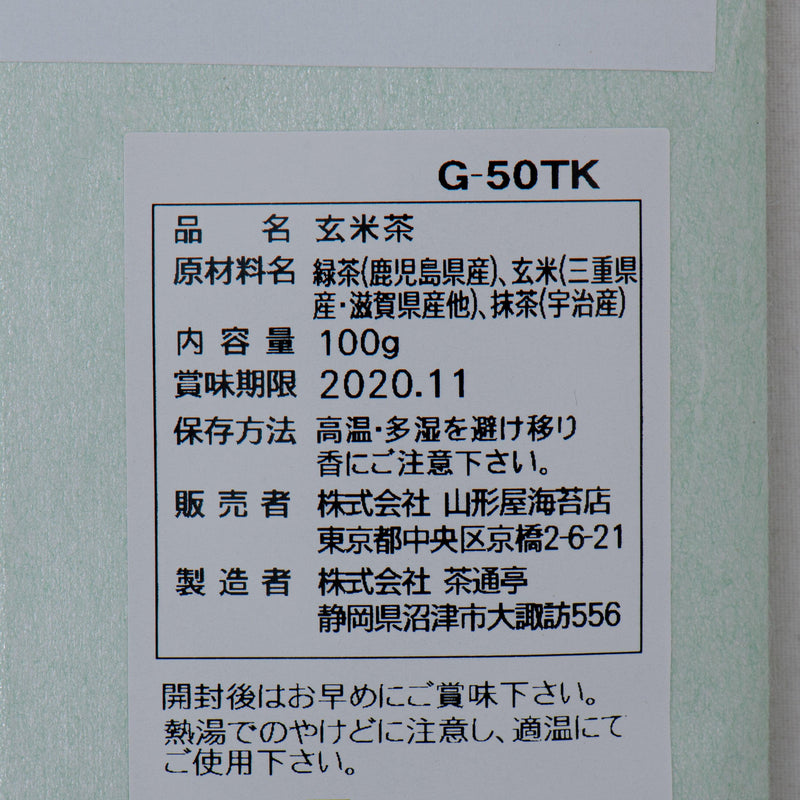 G-50TK
品名 玄米茶
原材料名 緑茶(鹿児島県産)、玄米(三重県
産・滋賀県産他)、抹茶(宇治産)
内容量 100g
賞味期限 2020.11
保存方法 高温・多湿を避け移り
香にご注意下さい。
販売者 株式会社 山形屋海苔店
東京都中央区京橋2-6-21
製造者 株式会社 茶通亭
静岡県沼津市大諏訪556
開封後はお早めにご賞味下さい。
熱湯でのやけどに注意し、適温にて
ご使用下さい。